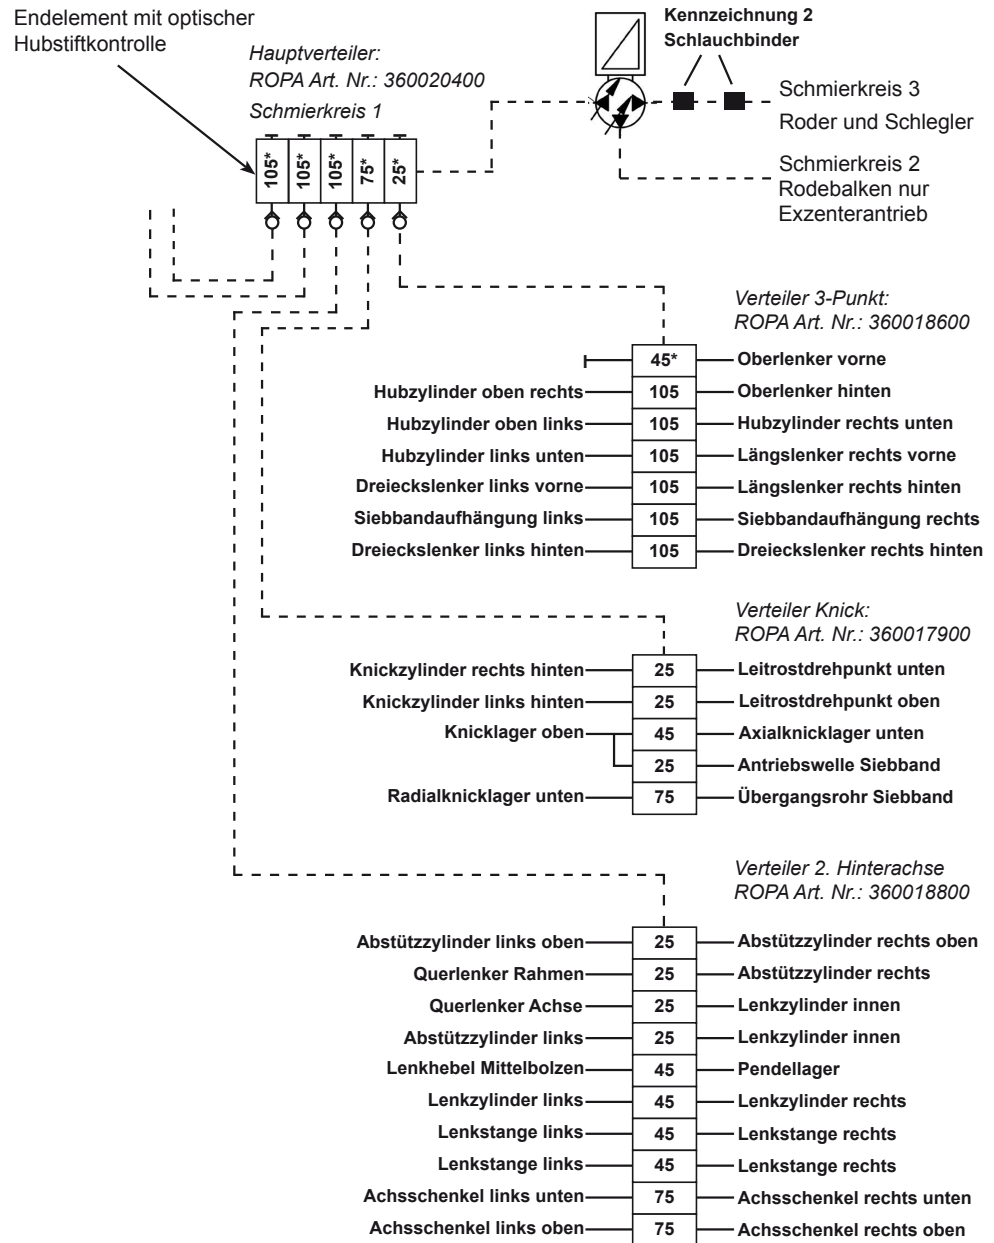 Endelement mit optischer
Hubstiftkontrolle
Hauptverteiler:
ROPA Art. Nr.: 360020400
Schmierkreis 1
Kennzeichnung 2
Schlauchbinder
Schmierkreis 3
Roder und Schlegler
Schmierkreis 2
Rodebalken nur
Exzenterantrieb
105* 105* 105* 75* 25*
Verteiler 3-Punkt:
ROPA Art. Nr.: 360018600
45* Oberlenker vorne
Hubzylinder oben rechts 105 Oberlenker hinten
Hubzylinder oben links 105 Hubzylinder rechts unten
Hubzylinder links unten 105 Längslenker rechts vorne
Dreieckslenker links vorne 105 Längslenker rechts hinten
Siebbandaufhängung links 105 Siebbandaufhängung rechts
Dreieckslenker links hinten 105 Dreieckslenker rechts hinten
Verteiler Knick:
ROPA Art. Nr.: 360017900
Knickzylinder rechts hinten 25 Leitrostdrehpunkt unten
Knickzylinder links hinten 25 Leitrostdrehpunkt oben
Knicklager oben 45 Axialknicklager unten
25 Antriebswelle Siebband
Radialknicklager unten 75 Übergangsrohr Siebband
Verteiler 2. Hinterachse
ROPA Art. Nr.: 360018800
Abstützzylinder links oben 25 Abstützzylinder rechts oben
Querlenker Rahmen 25 Abstützzylinder rechts
Querlenker Achse 25 Lenkzylinder innen
Abstützzylinder links 25 Lenkzylinder innen
Lenkhebel Mittelbolzen 45 Pendellager
Lenkzylinder links 45 Lenkzylinder rechts
Lenkstange links 45 Lenkstange rechts
Lenkstange links 45 Lenkstange rechts
Achsschenkel links unten 75 Achsschenkel rechts unten
Achsschenkel links oben 75 Achsschenkel rechts oben